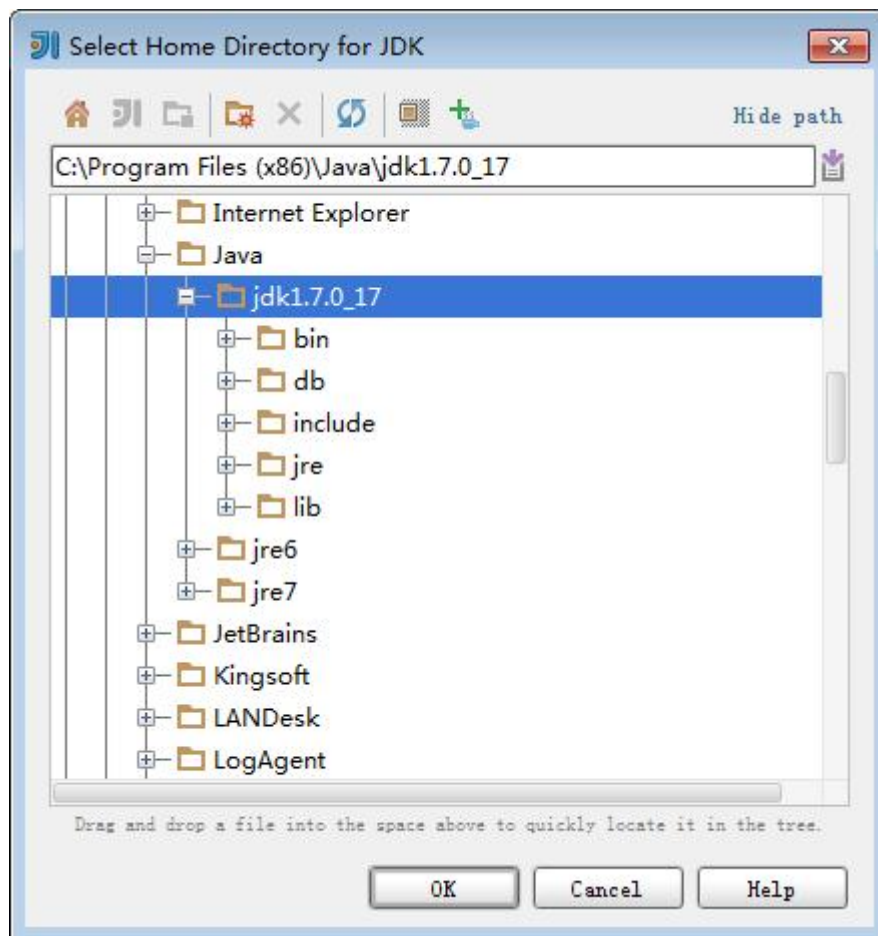 Select Home Directory for JDK
Hide path
C:\Program Files (x86)\Java\jdk1.7.0_17
Internet Explorer
Java
jdk1.7.0_17
bin
db
include
jre
lib
jre6
jre7
JetBrains
Kingsoft
LANDesk
LogAgent
Drag and drop a file into the space above to quickly locate it in the tree.
OK Cancel Help